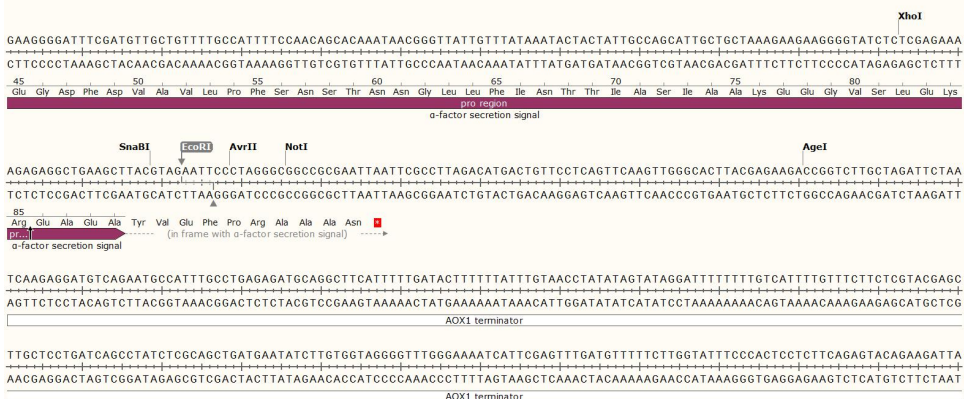 XhoI
GAAGGGGATTTCGATGTTGCTGTTTTGCCATTTTCCAACAGCACAAATAACGGGTTATTGTTTATAAATACTACTATTGCCAGCATTGCTGCTAAAGAAGAAGGGGTATCTCTCGAGAAA
CTTCCCCTAAAGCTACAACGACAAAACGGTAAAAGGTTGTCGTGTTTATTGCCCAATAACAAATATTTATGATGATAACGGTCGTAACGACGATTTCTTCTTCCCCATAGAGAGCTCTTT
45 50 55 60 65 70 75 80
Glu Gly Asp Phe Asp Val Ala Val Leu Pro Phe Ser Asn Ser Thr Asn Asn Gly Leu Leu Phe Ile Asn Thr Thr Ile Ala Ser Ile Ala Ala Lys Glu Glu Gly Val Ser Leu Glu Lys
pro region
α-factor secretion signal
SnaBI EcoRI AvrII NotI AgeI
AGAGAGGCTGAAGCTTACGTAGAATTCCCTAGGGCGGCCGCGAATTAATTCGCCTTAGACATGACTGTTCCTCAGTTCAAGTTGGGCACTTACGAGAAGACCGGTCTTGCTAGATTCTAA
TCTCTCCGACTTCGAATGCATCTTAAGGGATCCCGCCGGCGCTTAATTAAGCGGAATCTGTACTGACAAGGAGTCAAGTTCAACCCGTGAATGCTCTTCTGGCCAGAACGATCTAAGATT
85
Arg Glu Ala Glu Ala Tyr Val Glu Phe Pro Arg Ala Ala Ala Asn *
pr... (in frame with α-factor secretion signal)
α-factor secretion signal
TCAAGAGGATGTCAGAATGCCATTTGCCTGAGAGATGCAGGCTTCATTTTTGATACTTTTTTATTTGTAACCTATATAGTATAGGATTTTTTTTGTCATTTTGTTTCTTCTCGTACGAGC
AGTTCTCCTACAGTCTTACGGTAAACGGACTCTCTACGTCCGAAGTAAAAACTATGAAAAAATAAACATTGGATATATCATATCCTAAAAAAAACAGTAAAACAAAGAAGAGCATGCTCG
AOX1 terminator
TTGCTCCTGATCAGCCTATCTCGCAGCTGATGAATATCTTGTGGTAGGGGTTTGGGAAAATCATTCGAGTTTGATGTTTTTCTTGGTATTTCCCACTCCTCTTCAGAGTACAGAAGATTA
AACGAGGACTAGTCGGATAGAGCGTCGACTACTTATAGAACACCATCCCCAAACCCTTTTAGTAAGCTCAAACTACAAAAAGAACCATAAAGGGTGAGGAGAAGTCTCATGTCTTCTAAT
AOX1 terminator